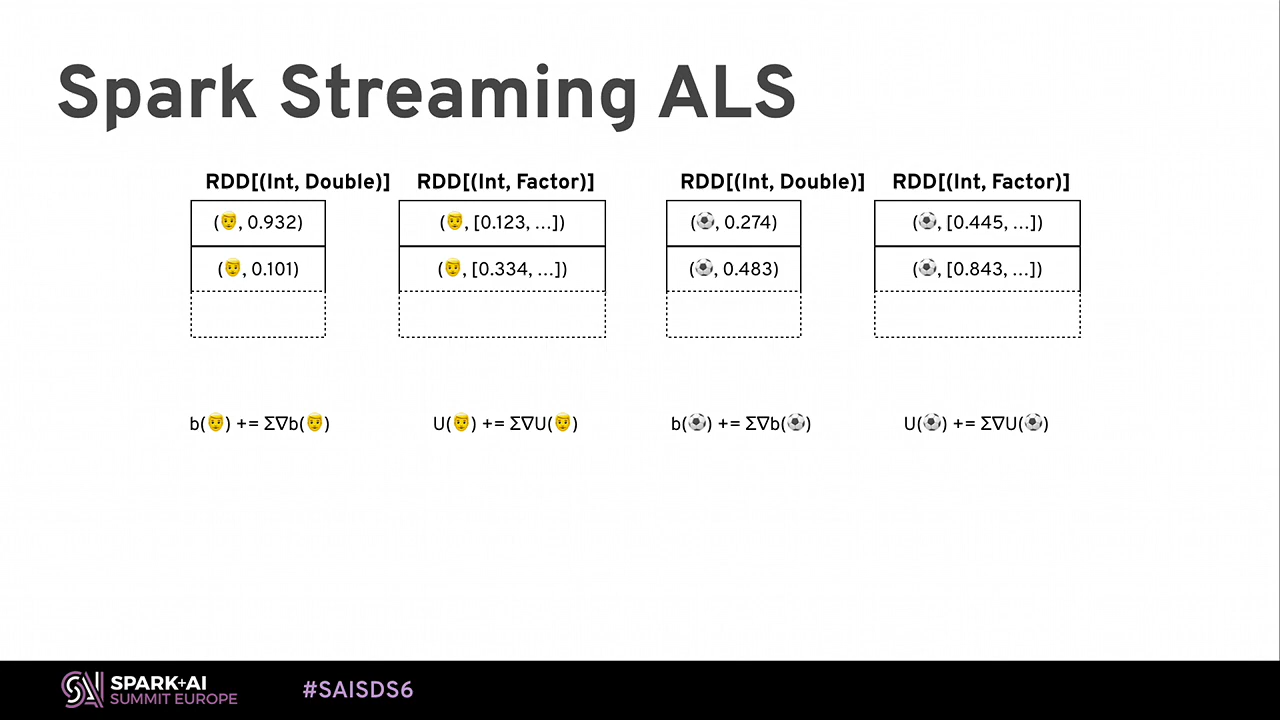 Spark Streaming ALS
RDD[(Int, Double)] RDD[(Int, Factor)] RDD[(Int, Double)] RDD[(Int, Factor)]
(👨, 0.932) (👨, [0.123, ...]) (⚽, 0.274) (⚽, [0.445, ...])
(👨, 0.101) (👨, [0.334, ...]) (⚽, 0.483) (⚽, [0.843, ...])
b(👨) += Σ∇b(👨) U(👨) += Σ∇U(👨) b(⚽) += Σ∇b(⚽) U(⚽) += Σ∇U(⚽)
SPARK+AI
SUMMIT EUROPE
#SAISDS6